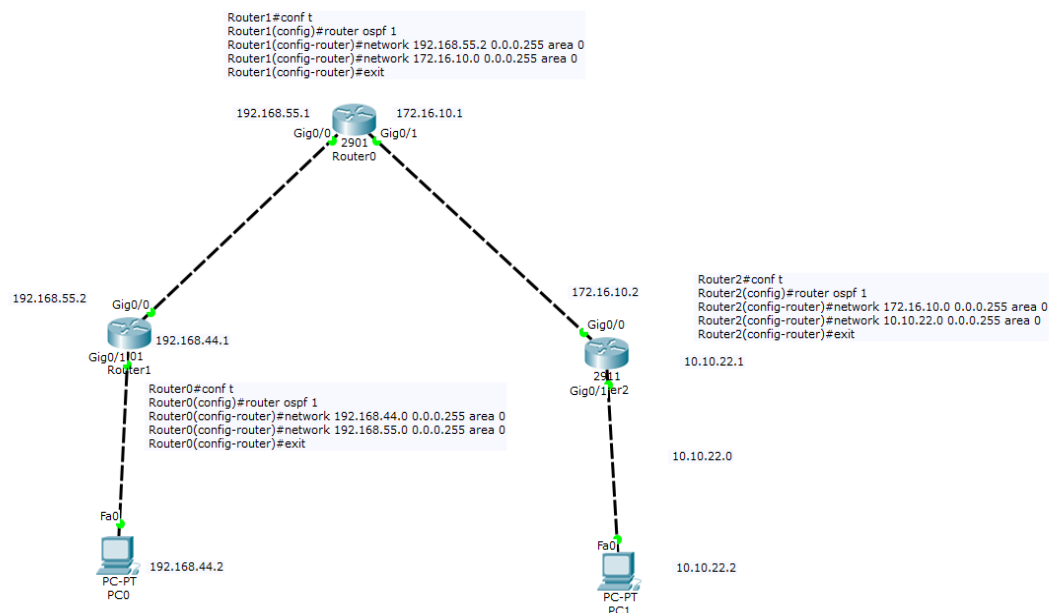 Router1#conf t
Router1(config)#router ospf 1
Router1(config-router)#network 192.168.55.2 0.0.0.255 area 0
Router1(config-router)#network 172.16.10.0 0.0.0.255 area 0
Router1(config-router)#exit
192.168.55.1
172.16.10.1
Gig0/0
Gig0/1
2901
Router0
192.168.55.2
Gig0/0
192.168.44.1
Gig0/1
01
Router1
172.16.10.2
Gig0/0
Router2#conf t
Router2(config)#router ospf 1
Router2(config-router)#network 172.16.10.0 0.0.0.255 area 0
Router2(config-router)#network 10.10.22.0 0.0.0.255 area 0
Router2(config-router)#exit
10.10.22.1
2911
Gig0/1
er2
Router0#conf t
Router0(config)#router ospf 1
Router0(config-router)#network 192.168.44.0 0.0.0.255 area 0
Router0(config-router)#network 192.168.55.0 0.0.0.255 area 0
Router0(config-router)#exit
10.10.22.0
Fa0
192.168.44.2
PC-PT
PC0
Fa0
10.10.22.2
PC-PT
PC1